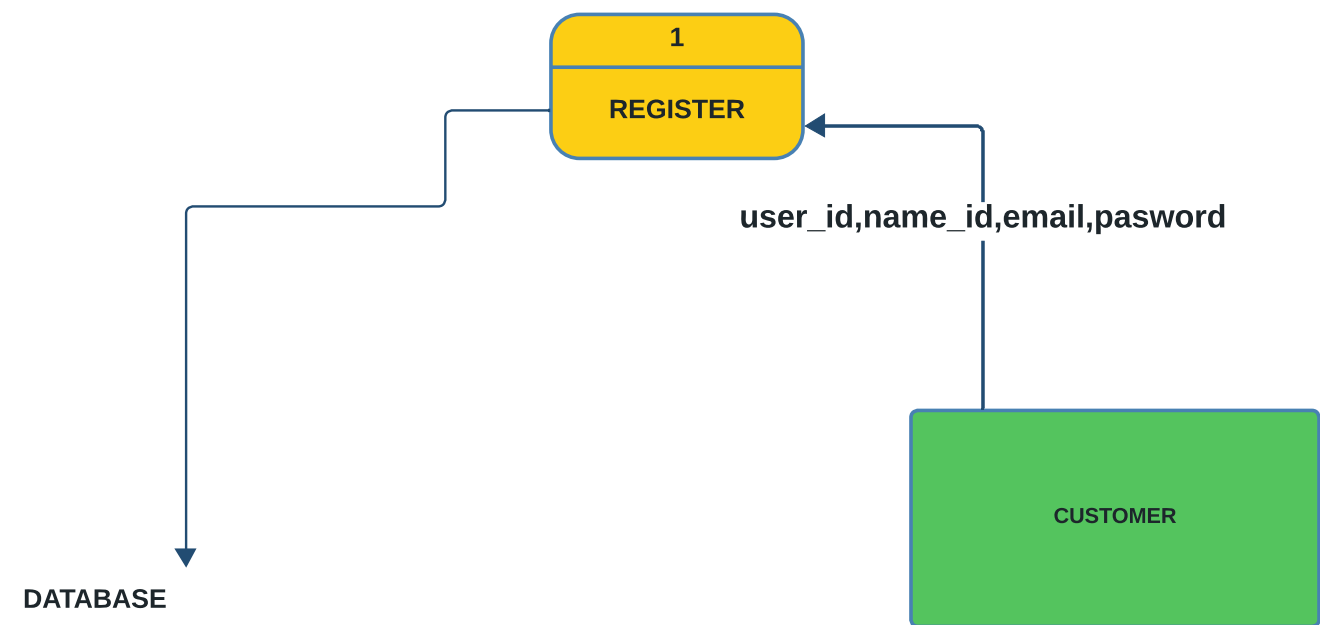 1
REGISTER
user_id,name_id,email,pasword
CUSTOMER
DATABASE